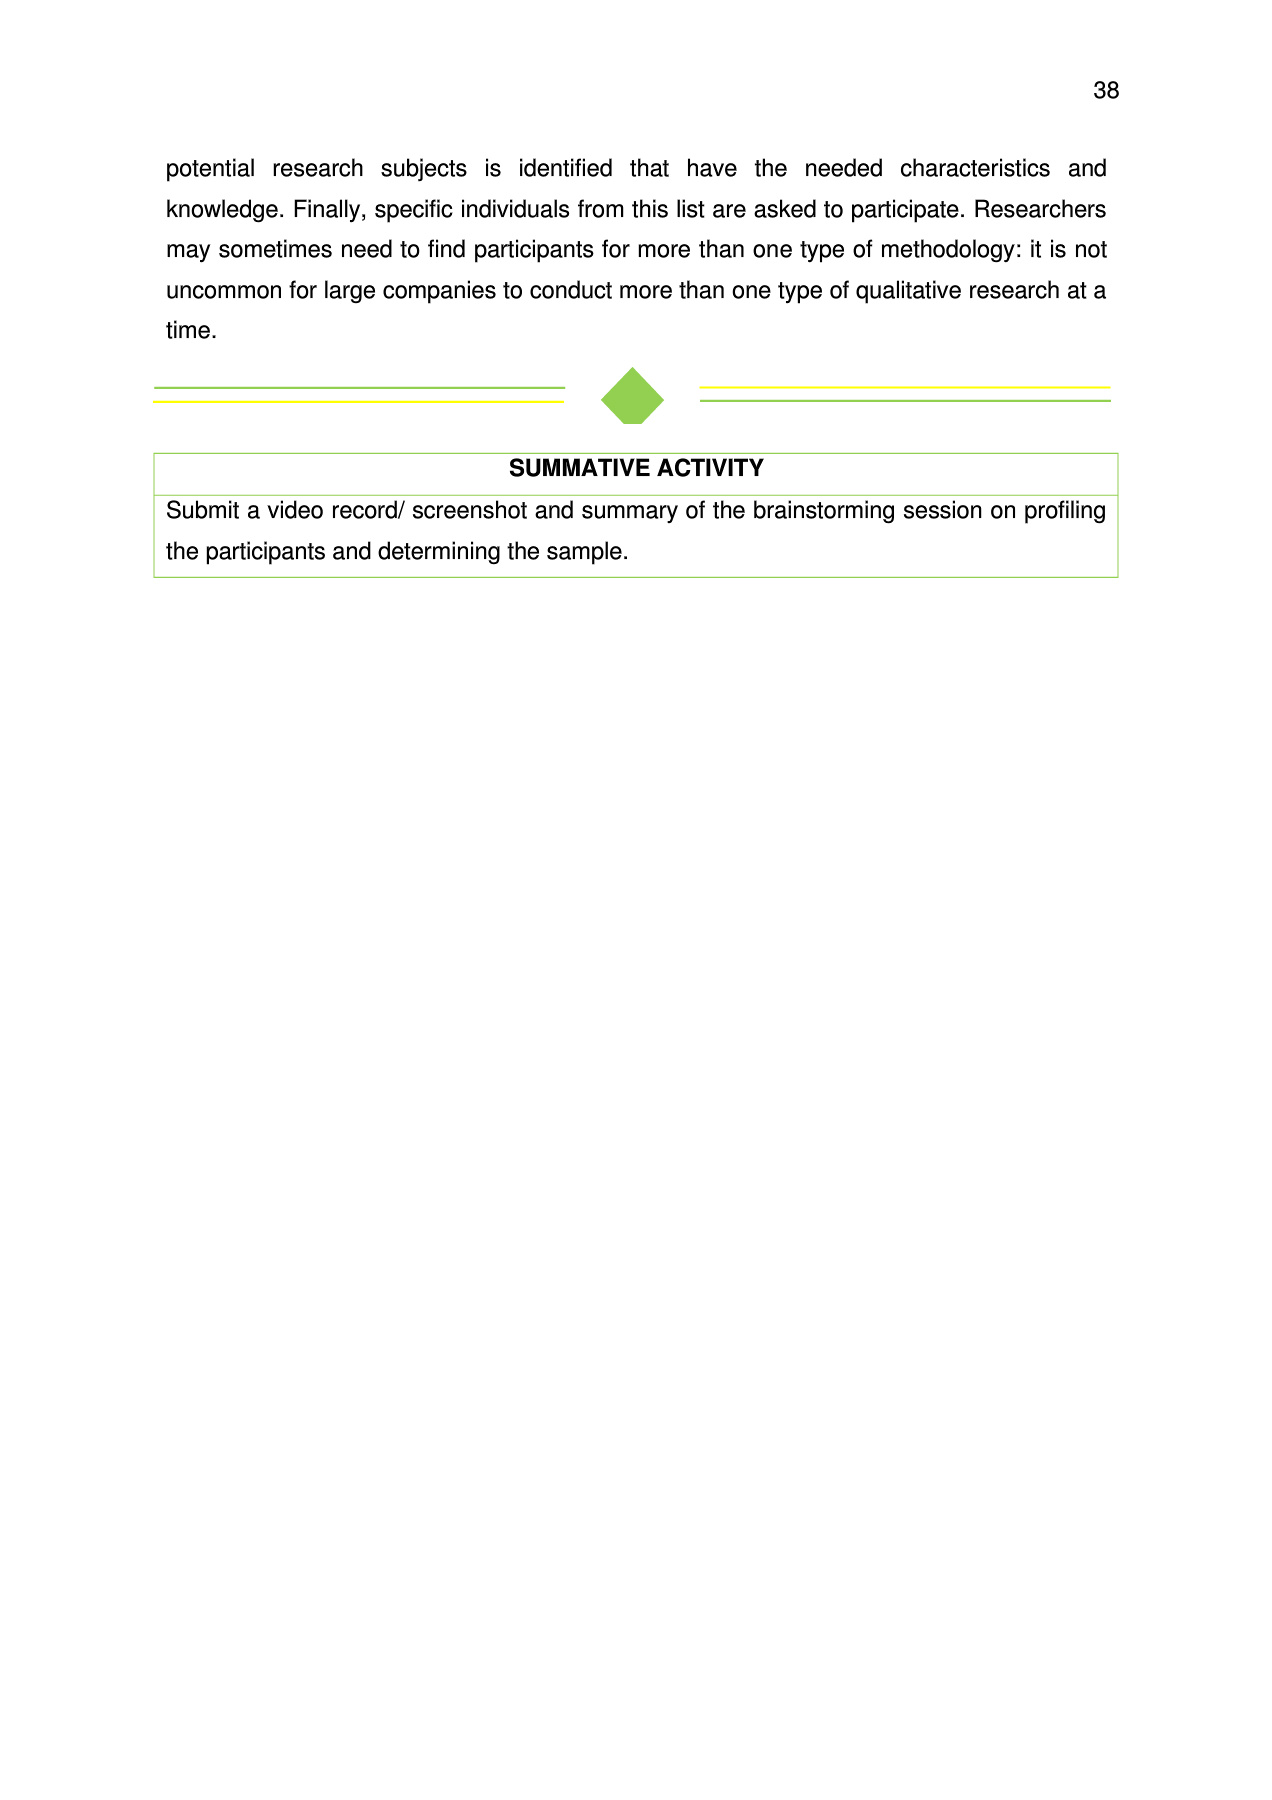 38
potential research subjects is identified that have the needed characteristics and
knowledge. Finally, specific individuals from this list are asked to participate. Researchers
may sometimes need to find participants for more than one type of methodology: it is not
uncommon for large companies to conduct more than one type of qualitative research at a
time.
SUMMATIVE ACTIVITY
Submit a video record/ screenshot and summary of the brainstorming session on profiling
the participants and determining the sample.